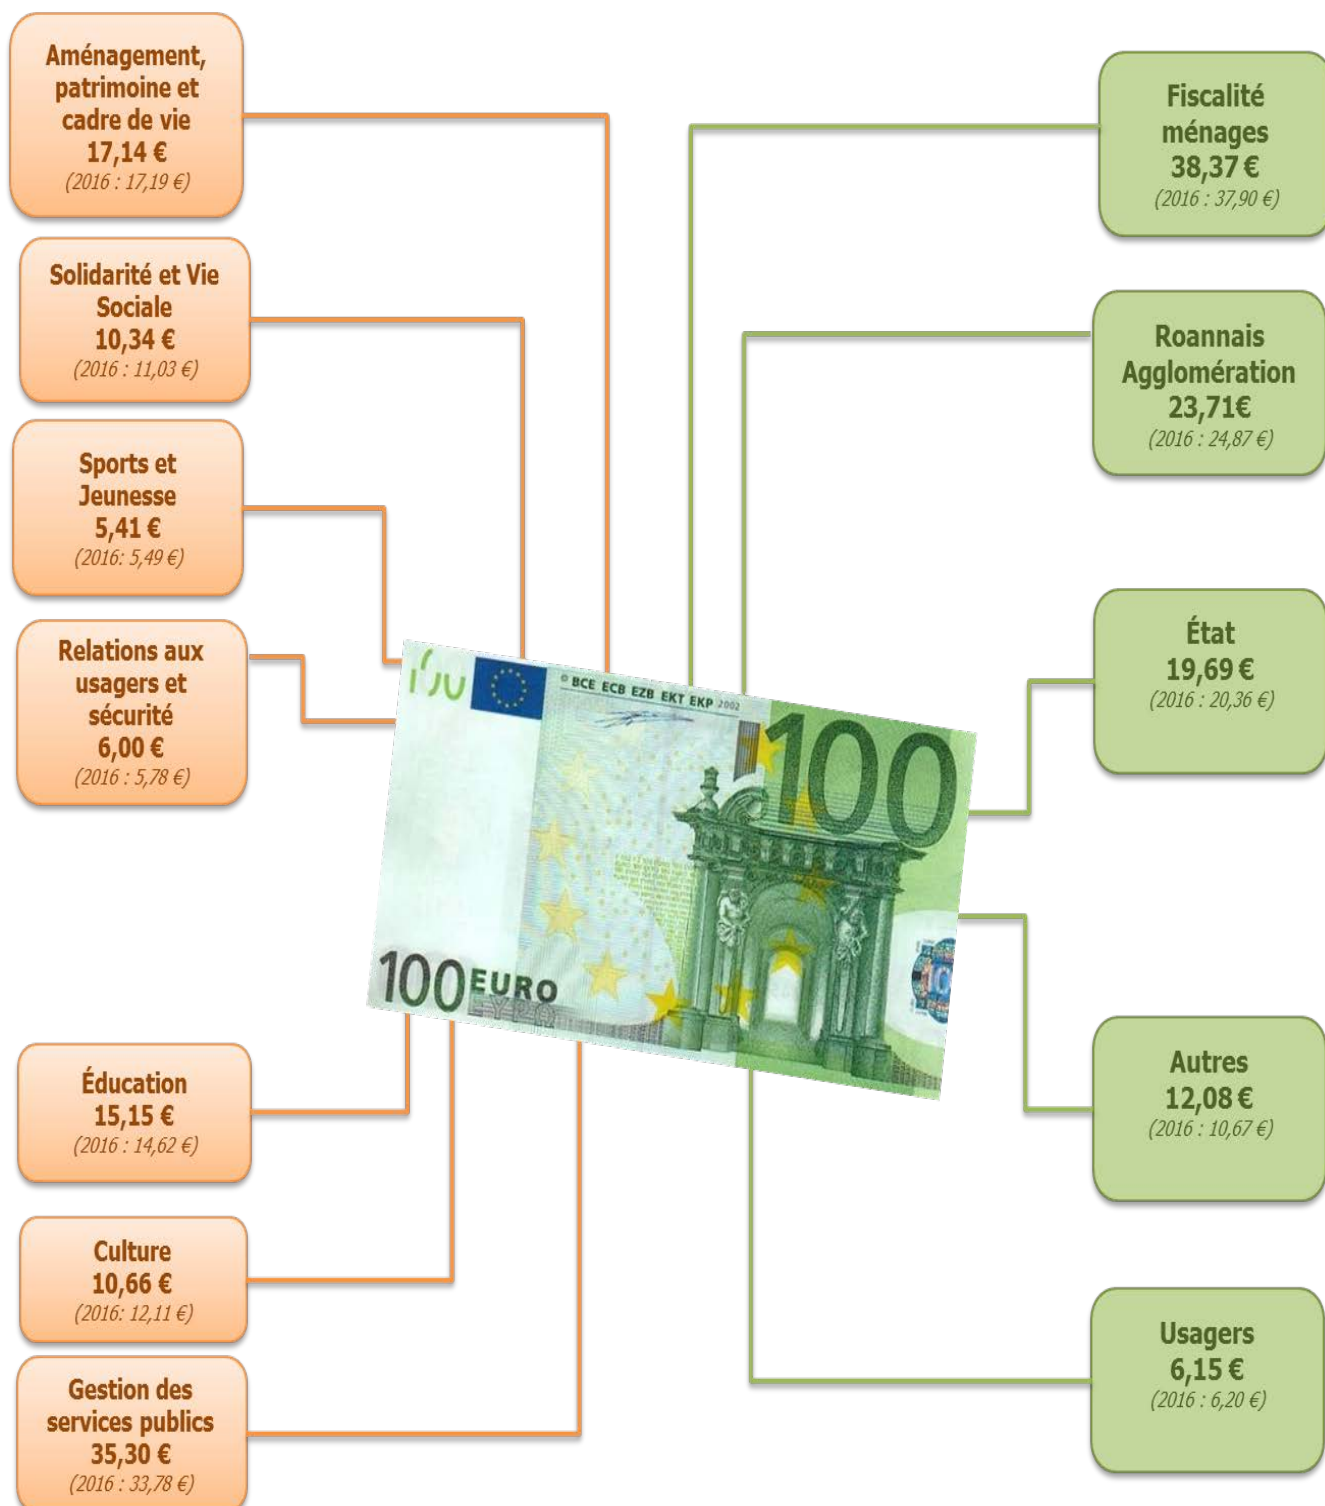 Aménagement,
patrimoine et
cadre de vie
17,14 €
(2016 : 17,19 €)
Solidarité et Vie
Sociale
10,34 €
(2016 : 11,03 €)
Sports et
Jeunesse
5,41 €
(2016: 5,49 €)
Relations aux
usagers et
sécurité
6,00 €
(2016 : 5,78 €)
Éducation
15,15 €
(2016 : 14,62 €)
Culture
10,66 €
(2016: 12,11 €)
Gestion des
services publics
35,30 €
(2016 : 33,78 €)
© BCE ECB EZB EKT EKP 2002
100
100 EURO
ΕΥΡΩ
Fiscalité
ménages
38,37 €
(2016 : 37,90 €)
Roannais
Agglomération
23,71€
(2016 : 24,87 €)
État
19,69 €
(2016 : 20,36 €)
Autres
12,08 €
(2016 : 10,67 €)
Usagers
6,15 €
(2016 : 6,20 €)